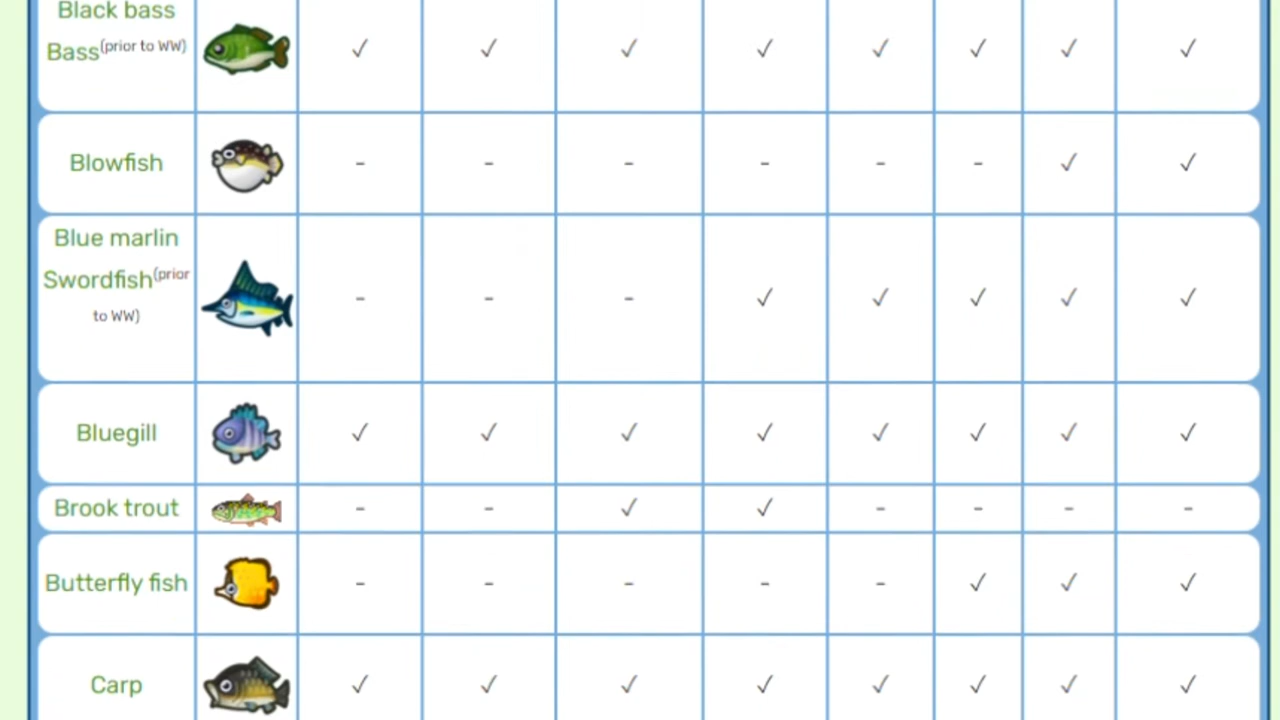 Black bass
Bass(prior to WW) ✓ ✓ ✓ ✓ ✓ ✓ ✓ ✓
Blowfish - - - - - - ✓ ✓
Blue marlin
Swordfish(prior
to WW) - - - ✓ ✓ ✓ ✓ ✓
Bluegill ✓ ✓ ✓ ✓ ✓ ✓ ✓ ✓
Brook trout - - ✓ ✓ - - - -
Butterfly fish - - - - - ✓ ✓ ✓
Carp ✓ ✓ ✓ ✓ ✓ ✓ ✓ ✓